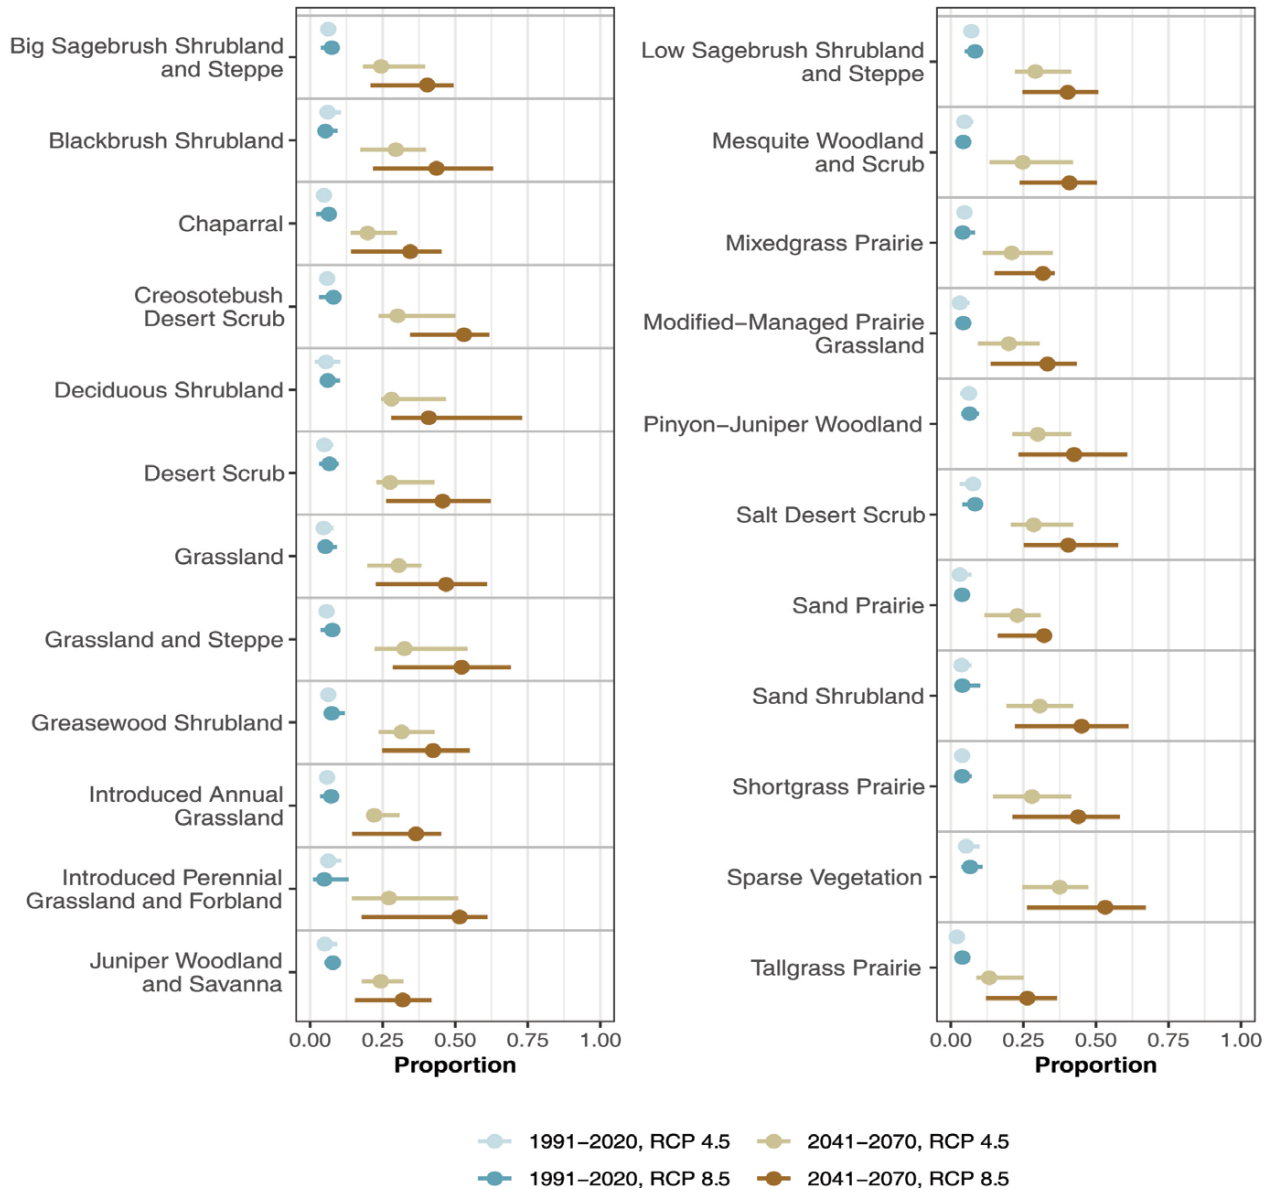 Big Sagebrush Shrubland
and Steppe
Blackbrush Shrubland
Chaparral
Creosotebush
Desert Scrub
Deciduous Shrubland
Desert Scrub
Grassland
Grassland and Steppe
Greasewood Shrubland
Introduced Annual
Grassland
Introduced Perennial
Grassland and Forbland
Juniper Woodland
and Savanna
0.00 0.25 0.50 0.75 1.00
Proportion
Low Sagebrush Shrubland
and Steppe
Mesquite Woodland
and Scrub
Mixedgrass Prairie
Modified−Managed Prairie
Grassland
Pinyon−Juniper Woodland
Salt Desert Scrub
Sand Prairie
Sand Shrubland
Shortgrass Prairie
Sparse Vegetation
Tallgrass Prairie
0.00 0.25 0.50 0.75 1.00
Proportion
1991−2020, RCP 4.5 2041−2070, RCP 4.5
1991−2020, RCP 8.5 2041−2070, RCP 8.5